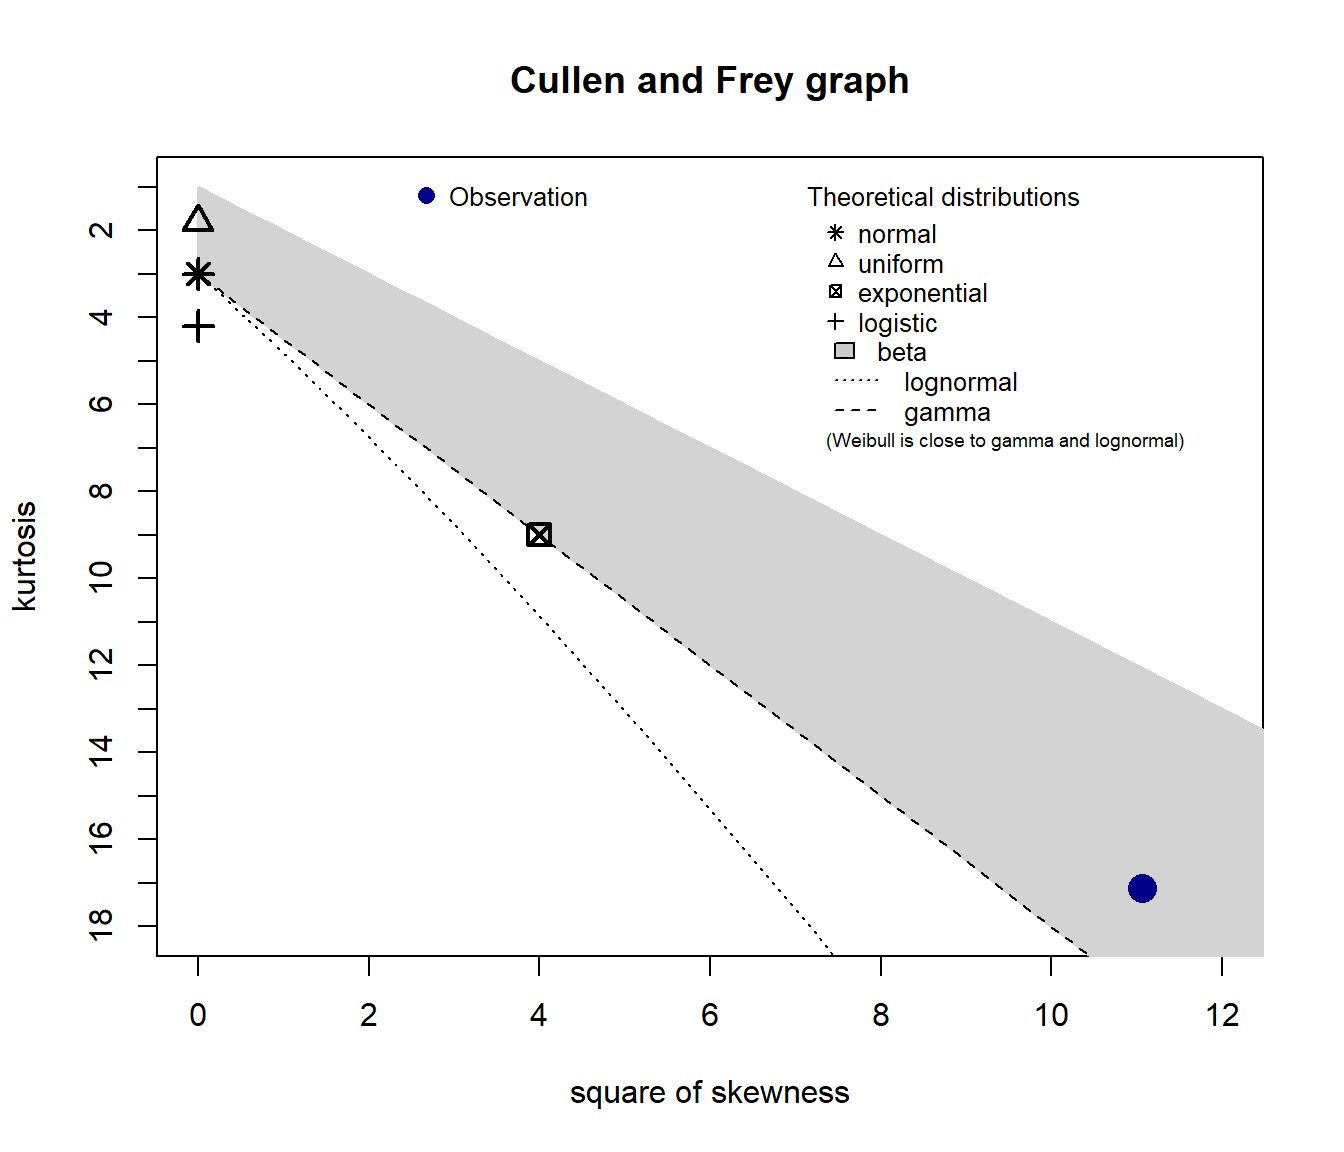 Cullen and Frey graph
Observation
Theoretical distributions
normal
uniform
exponential
logistic
beta
lognormal
gamma
(Weibull is close to gamma and lognormal)
kurtosis
2
4
6
8
10
12
14
16
18
0 2 4 6 8 10 12
square of skewness